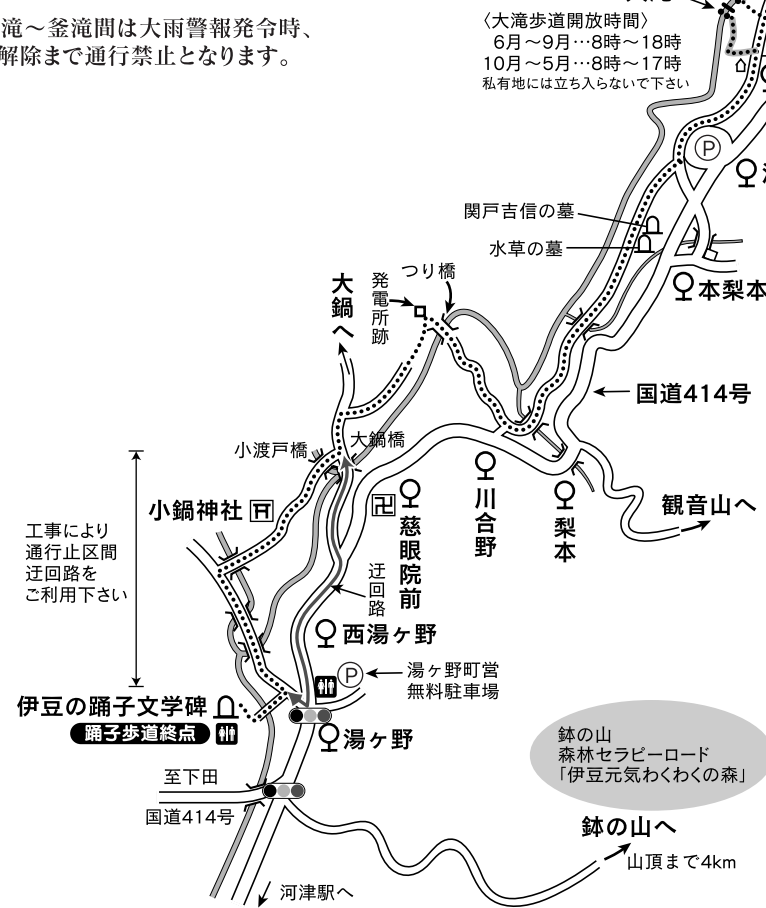 滝～釜滝間は大雨警報発令時、
解除まで通行禁止となります。
〈大滝歩道開放時間〉
6月～9月…8時～18時
10月～5月…8時～17時
私有地には立ち入らないで下さい
P
関戸吉信の墓
水草の墓
本梨本
つり橋
発電所跡
大鍋へ
国道414号
大鍋橋
小渡戸橋
小鍋神社
卍
慈眼院前
川合野
梨本
観音山へ
工事により
通行止区間
迂回路を
ご利用下さい
迂回路
西湯ヶ野
P
湯ヶ野町営
無料駐車場
伊豆の踊子文学碑
踊子歩道終点
湯ヶ野
鉢の山
森林セラピーロード
「伊豆元気わくわくの森」
至下田
国道414号
鉢の山へ
山頂まで4km
河津駅へ